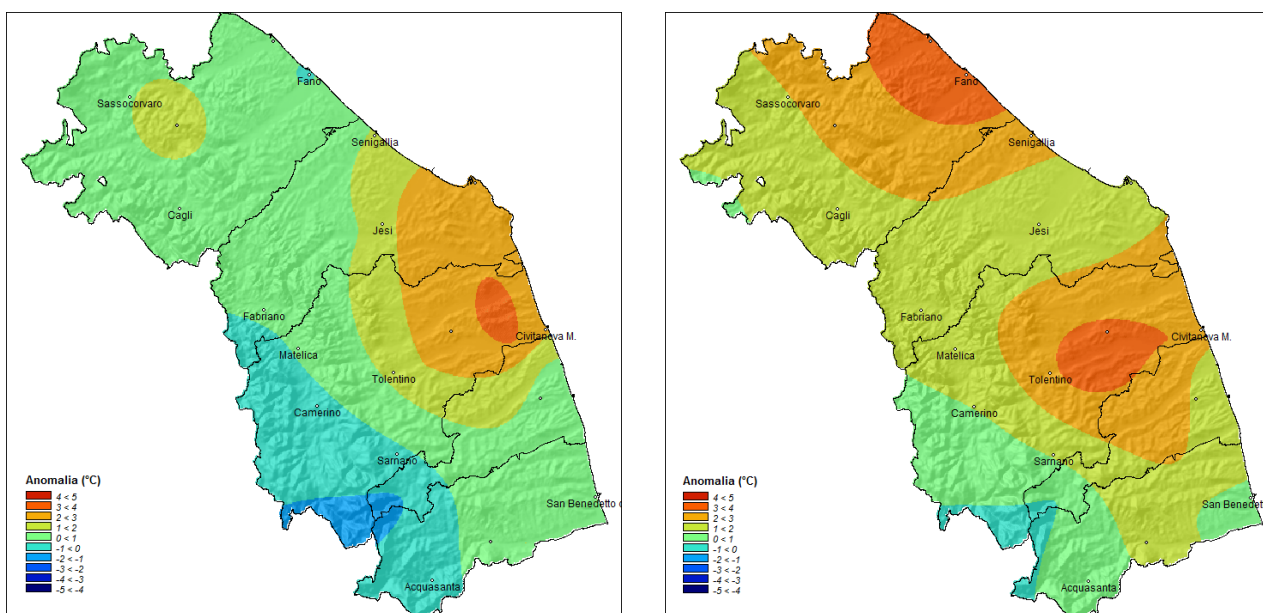 Fano
Sassocorvaro
Senigallia
Cagli
Jesi
Fabriano
Civitanova M.
Matelica
Tolentino
Camerino
Sarnano
San Benedetto d
Acquasanta
Anomalia (°C)
4 < 5
3 < 4
2 < 3
1 < 2
0 < 1
-1 < 0
-2 < -1
-3 < -2
-4 < -3
-5 < -4
Fano
Sassocorvaro
Senigallia
Cagli
Jesi
Fabriano
Civitanova M.
Matelica
Tolentino
Camerino
Sarnano
San Benedett
Acquasanta
Anomalia (°C)
4 < 5
3 < 4
2 < 3
1 < 2
0 < 1
-1 < 0
-2 < -1
-3 < -2
-4 < -3
-5 < -4